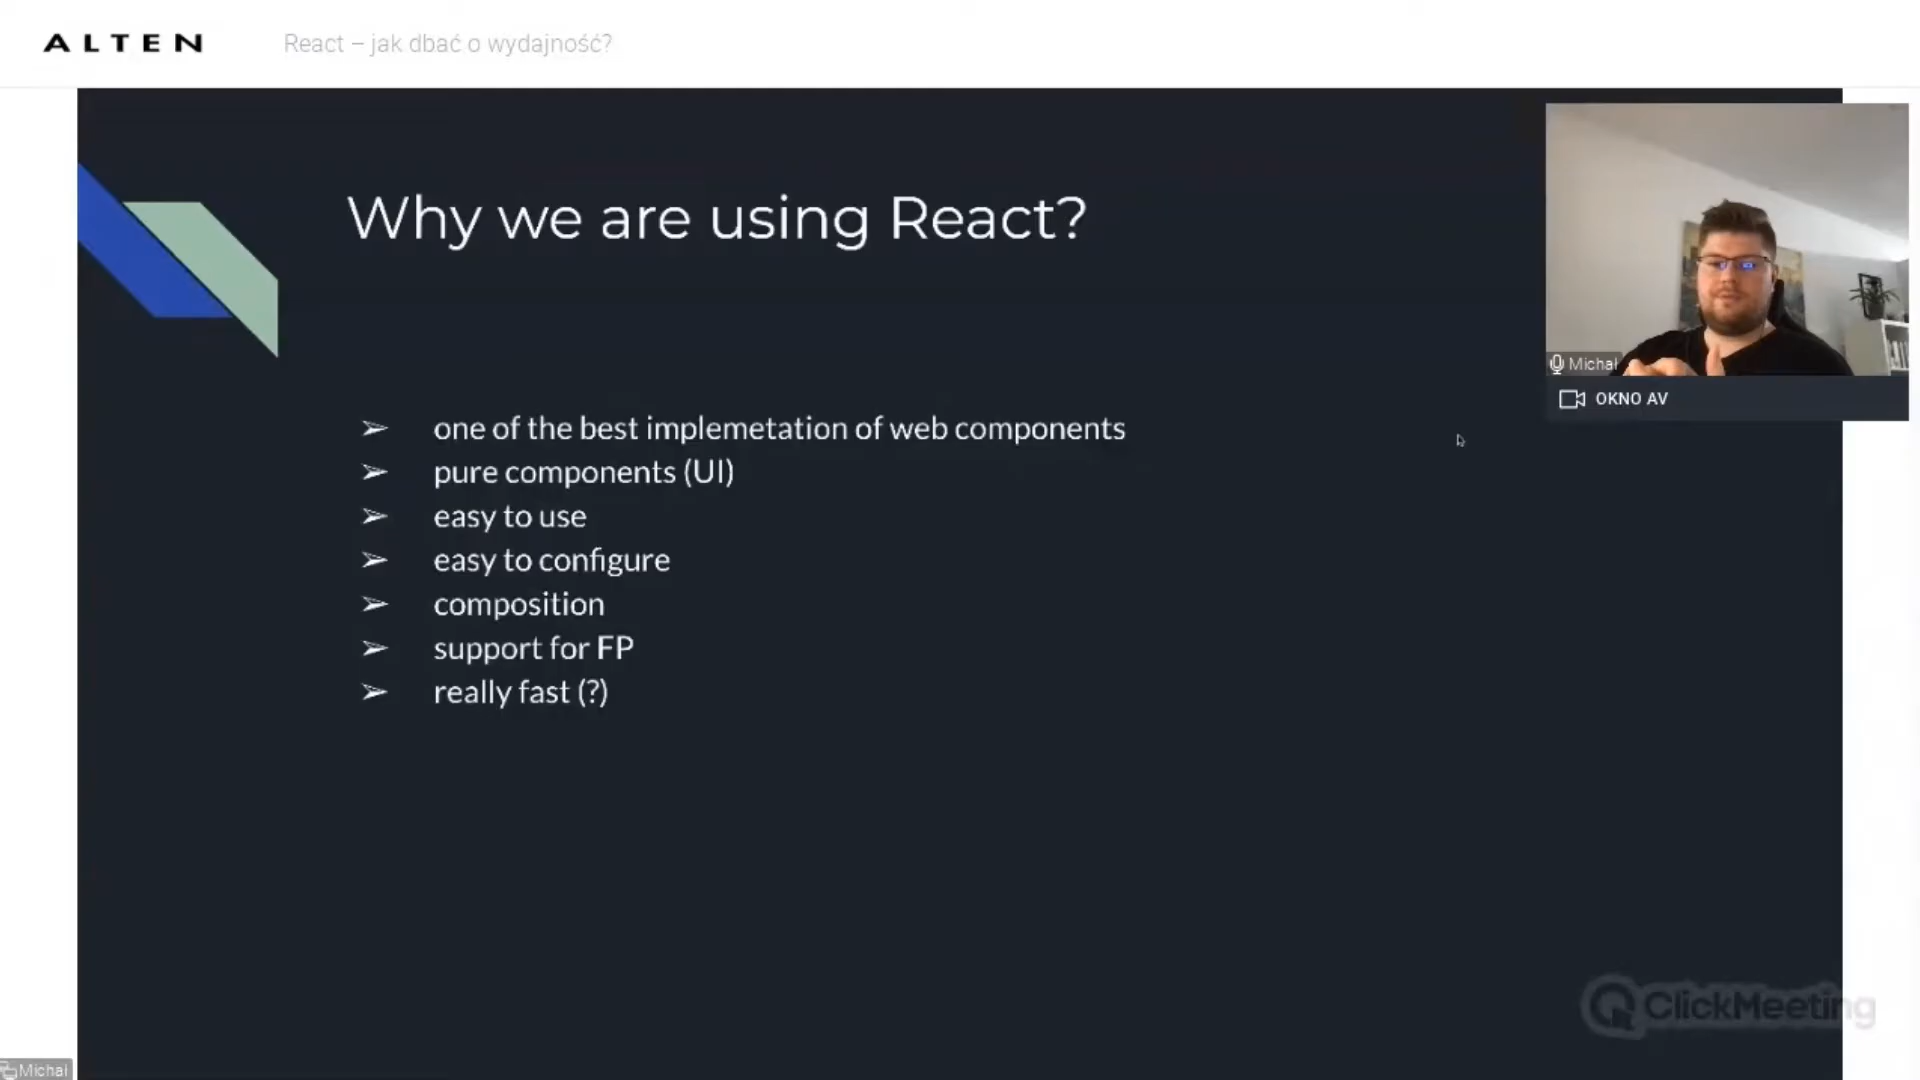 ALTEN
React – jak dbać o wydajność?
Why we are using React?
➢ one of the best implemetation of web components
➢ pure components (UI)
➢ easy to use
➢ easy to configure
➢ composition
➢ support for FP
➢ really fast (?)
Michał
OKNO AV
ClickMeeting
Michał